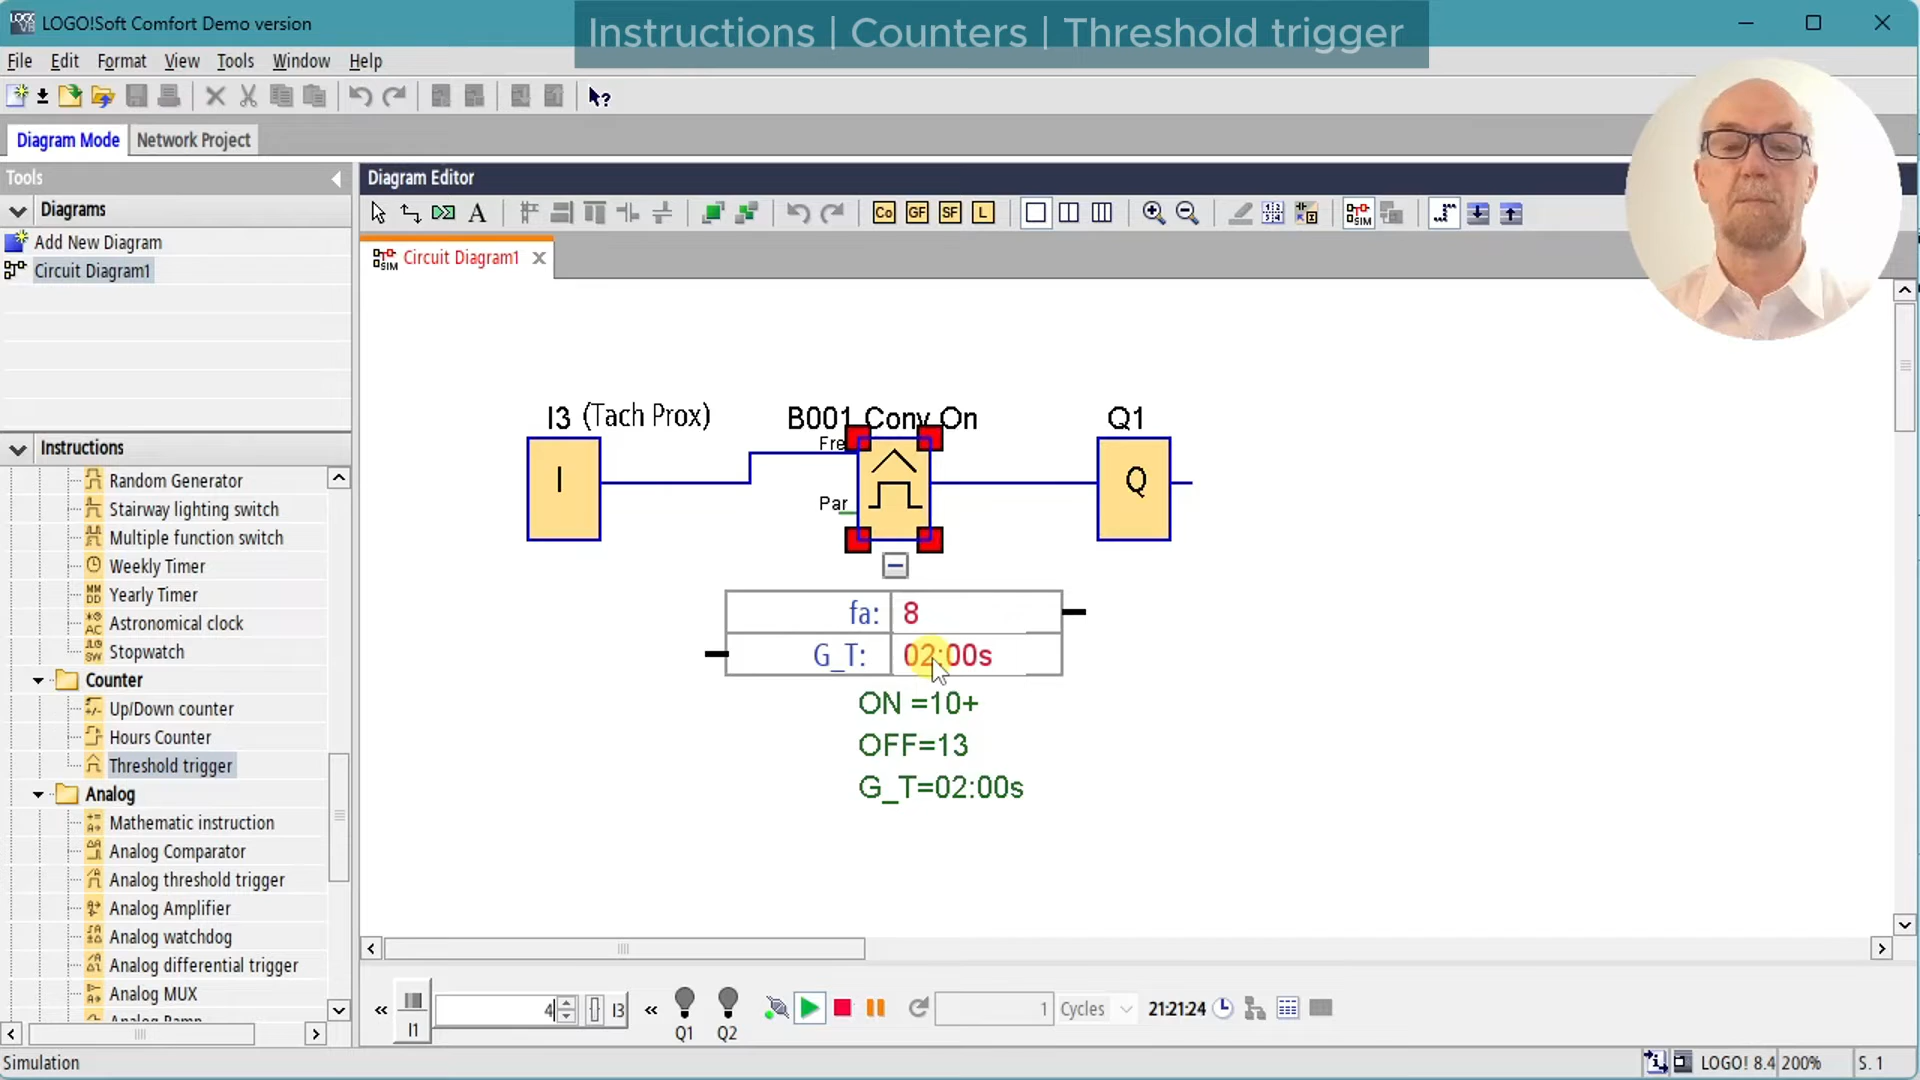 LOGO!Soft Comfort Demo version
Instructions | Counters | Threshold trigger
File Edit Format View Tools Window Help
Diagram Mode Network Project
Tools
Diagrams
Add New Diagram
Circuit Diagram1
Instructions
Random Generator
Stairway lighting switch
Multiple function switch
Weekly Timer
Yearly Timer
Astronomical clock
Stopwatch
Counter
Up/Down counter
Hours Counter
Threshold trigger
Analog
Mathematic instruction
Analog Comparator
Analog threshold trigger
Analog Amplifier
Analog watchdog
Analog differential trigger
Analog MUX
Diagram Editor
A Co GF SF L SIM
SIM Circuit Diagram1
I3 (Tach Prox) B001 Conv On Q1
Fre
I Q
Par
fa: 8
G_T: 02:00s
ON =10+
OFF=13
G_T=02:00s
« I1 4 I3 « Q1 Q2 1 Cycles 21:21:24
Simulation LOGO! 8.4 200% S. 1